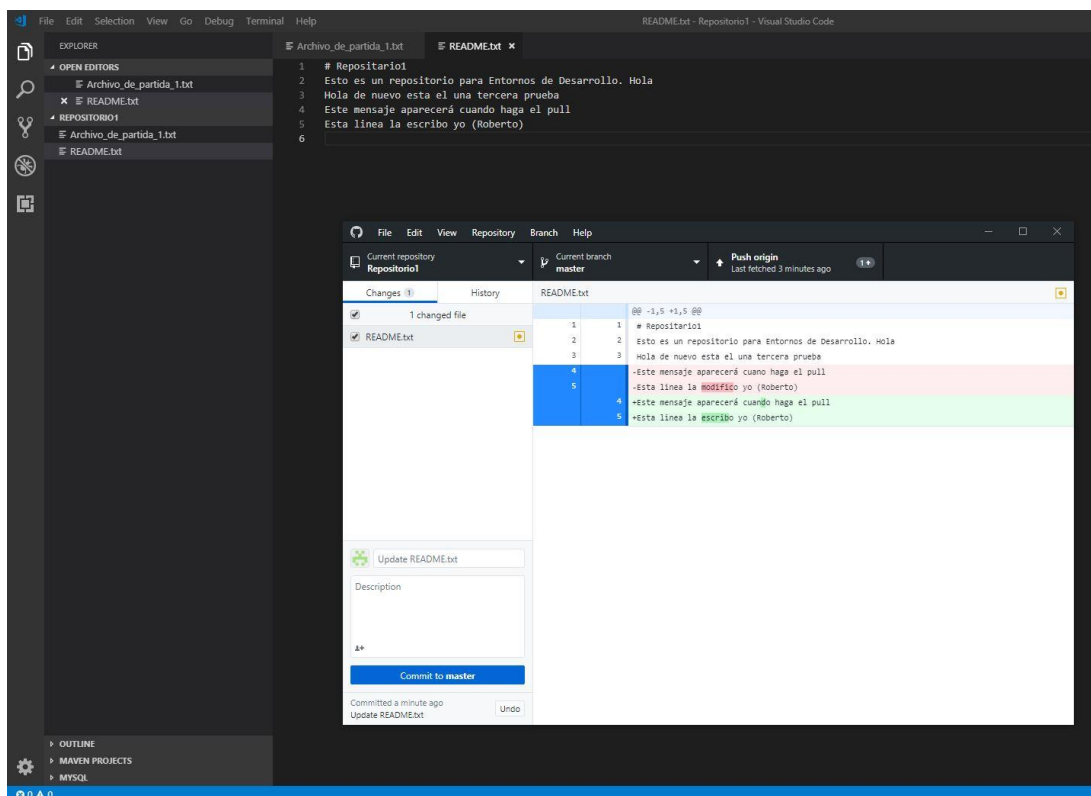 File Edit Selection View Go Debug Terminal Help README.txt - Repositorio1 - Visual Studio Code
EXPLORER
OPEN EDITORS
Archivo_de_partida_1.txt
README.txt
REPOSITORIO1
Archivo_de_partida_1.txt
README.txt
OUTLINE
MAVEN PROJECTS
MYSQL
0 0
Archivo_de_partida_1.txt README.txt
1 # Repositario1
2 Esto es un repositorio para Entornos de Desarrollo. Hola
3 Hola de nuevo esta el una tercera prueba
4 Este mensaje aparecerá cuando haga el pull
5 Esta linea la escribo yo (Roberto)
6
File Edit View Repository Branch Help
Current repository
Repositorio1
Current branch
master
Push origin
Last fetched 3 minutes ago
1
Changes 1 History
1 changed file
README.txt
README.txt
@@ -1,5 +1,5 @@
1 1 # Repositario1
2 2 Esto es un repositorio para Entornos de Desarrollo. Hola
3 3 Hola de nuevo esta el una tercera prueba
4 -Este mensaje aparecerá cuano haga el pull
5 -Esta linea la modifico yo (Roberto)
4 +Este mensaje aparecerá cuando haga el pull
5 +Esta linea la escribo yo (Roberto)
Update README.txt
Description
Commit to master
Committed a minute ago
Update README.txt
Undo